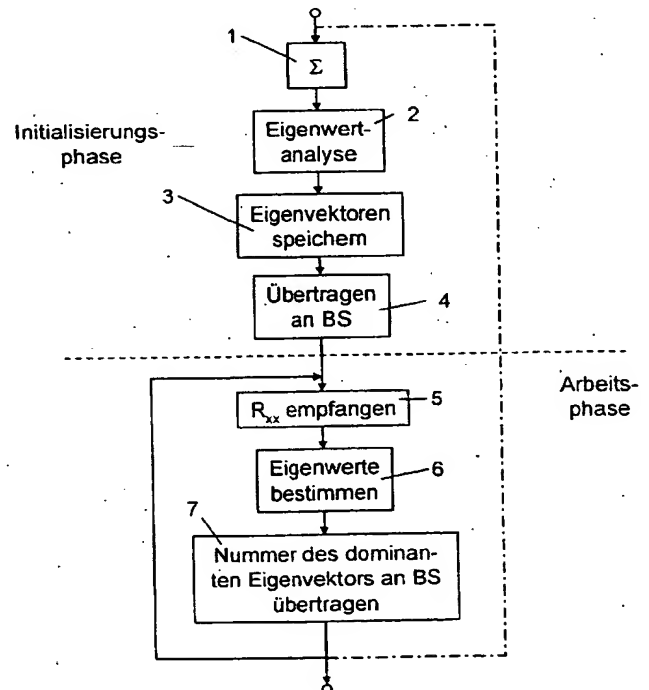 1
Σ
2
Eigenwert-
analyse
Initialisierungs-
phase
3
Eigenvektoren
speichern
Übertragen
an BS
4
Arbeits-
phase
Rxx empfangen
5
Eigenwerte
bestimmen
6
7
Nummer des dominan-
ten Eigenvektors an BS
übertragen